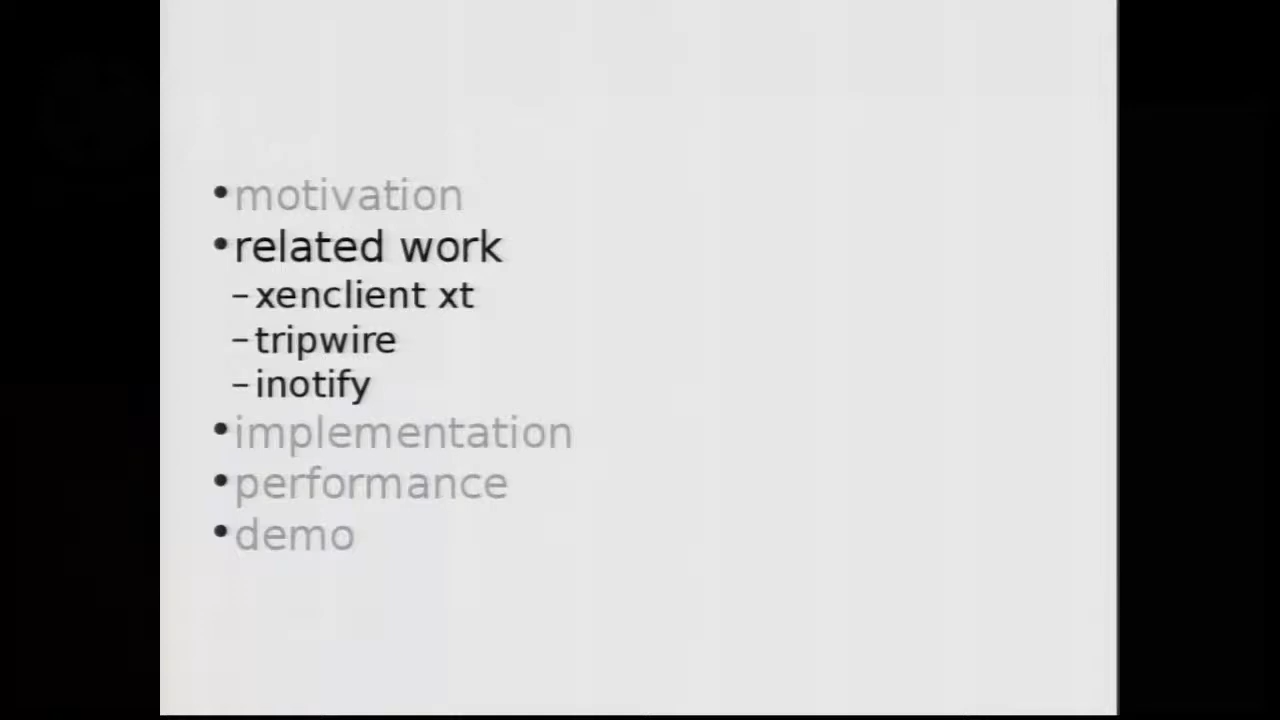 •motivation
•related work
–xenclient xt
–tripwire
–inotify
•implementation
•performance
•demo